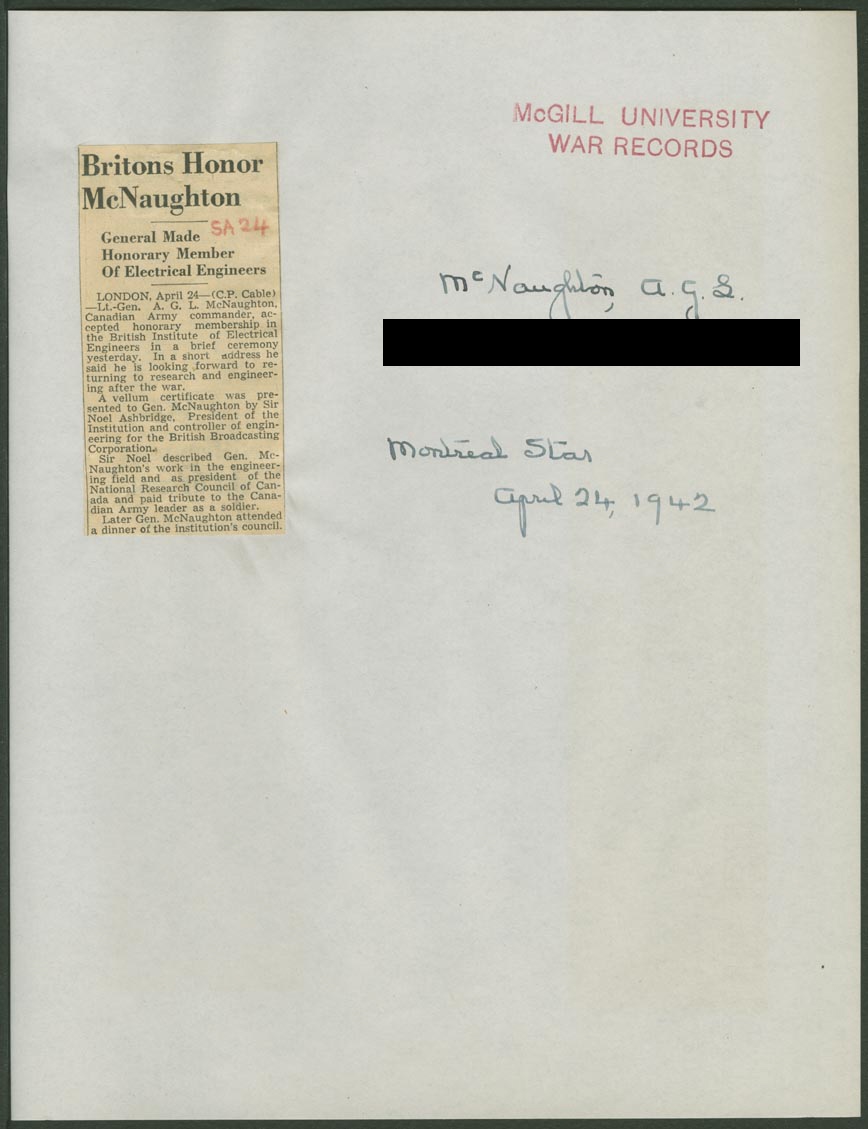 McGILL UNIVERSITY
WAR RECORDS
Britons Honor
McNaughton
SA 24
General Made
Honorary Member
Of Electrical Engineers
LONDON, April 24—(C.P. Cable)
—Lt.-Gen. A. G. L. McNaughton,
Canadian Army commander, ac-
cepted honorary membership in
the British Institute of Electrical
Engineers in a brief ceremony
yesterday. In a short address he
said he is looking forward to re-
turning to research and engineer-
ing after the war.
A vellum certificate was pre-
sented to Gen. McNaughton by Sir
Noel Ashbridge, President of the
Institution and controller of engin-
eering for the British Broadcasting
Corporation.
Sir Noel described Gen. Mc-
Naughton's work in the engineer-
ing field and as president of the
National Research Council of Can-
ada and paid tribute to the Cana-
dian Army leader as a soldier.
Later Gen. McNaughton attended
a dinner of the institution's council.
McNaughton, A. G. L.
Montreal Star
April 24, 1942